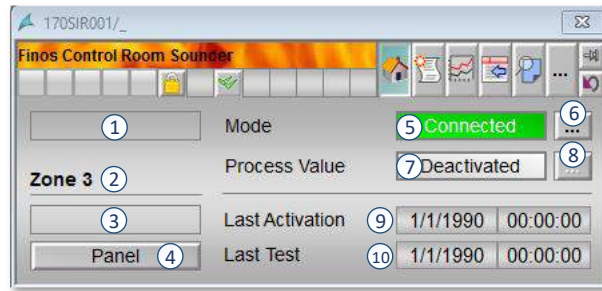 170SIR001/_
Finos Control Room Sounder
...
1
Mode
5 Connected
6 ...
Zone 3 2
Process Value
7 Deactivated
8 ...
3
Last Activation 9 1/1/1990 00:00:00
Panel 4
Last Test 10 1/1/1990 00:00:00